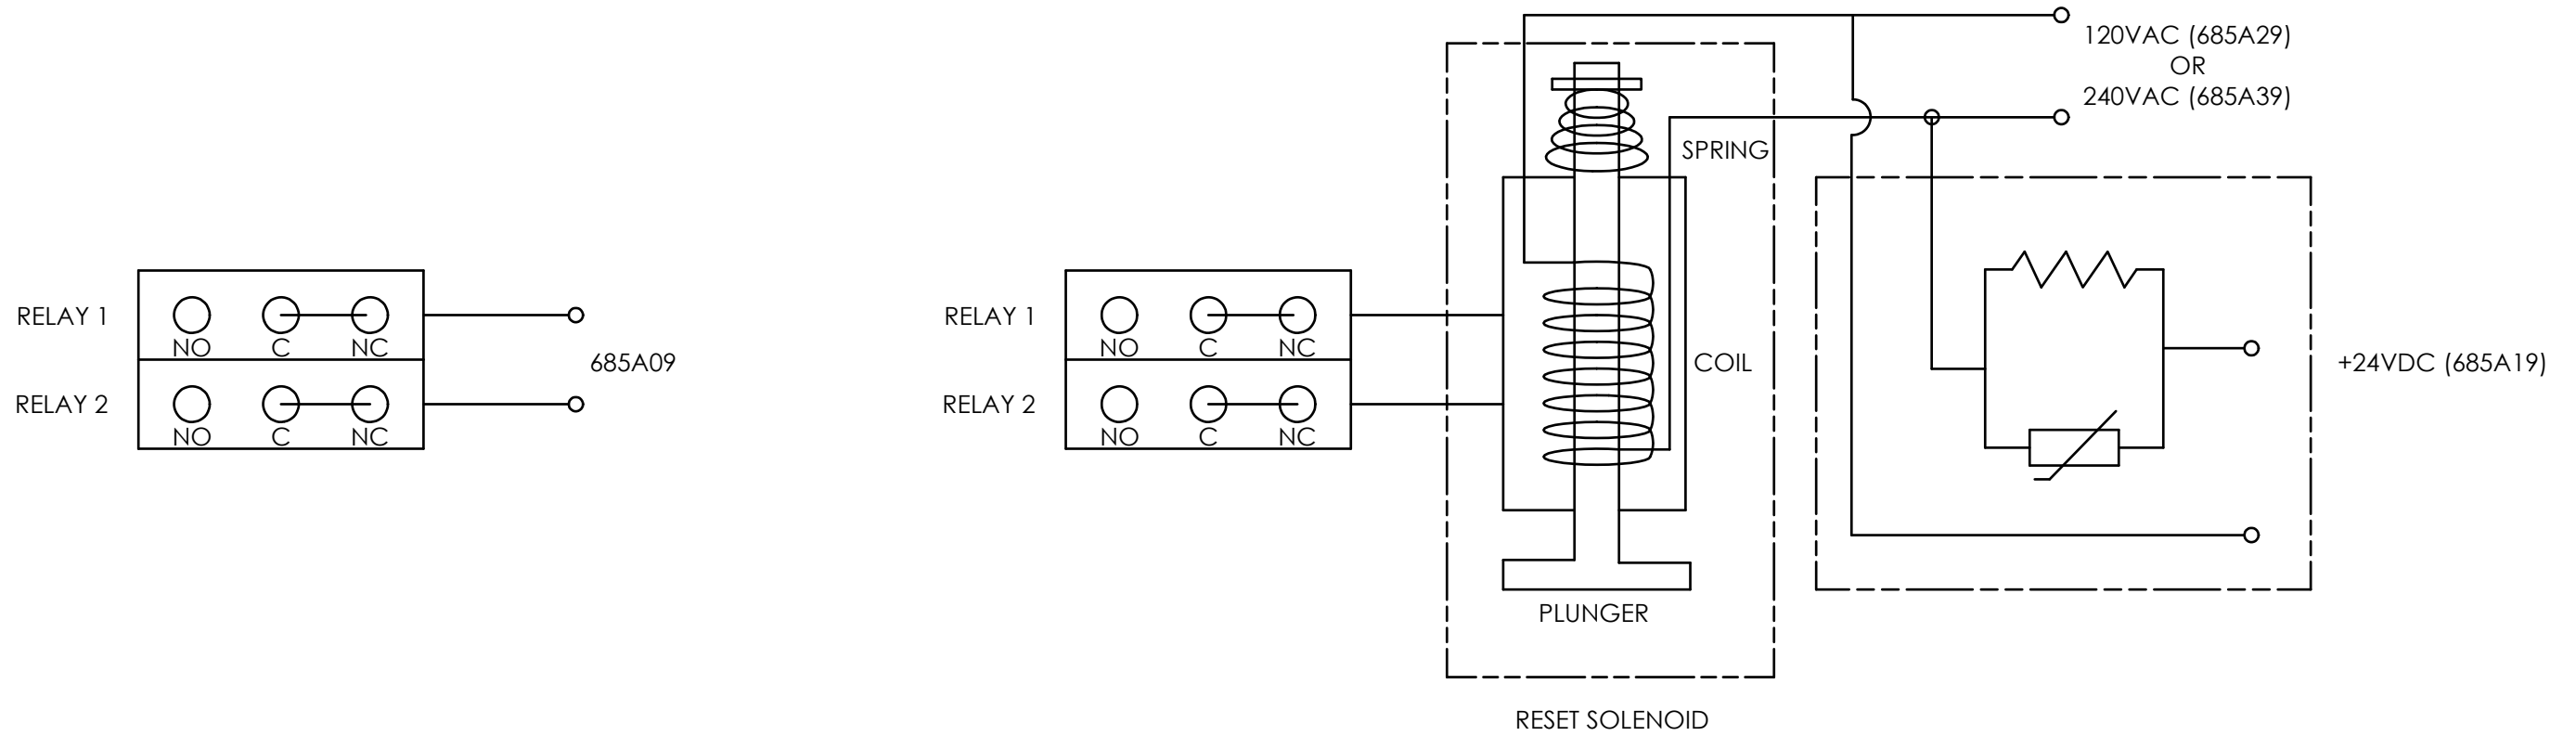 RELAY 1
NO C NC
RELAY 2
NO C NC
685A09
RELAY 1
NO C NC
RELAY 2
NO C NC
SPRING
COIL
PLUNGER
RESET SOLENOID
120VAC (685A29)
OR
240VAC (685A39)
+24VDC (685A19)